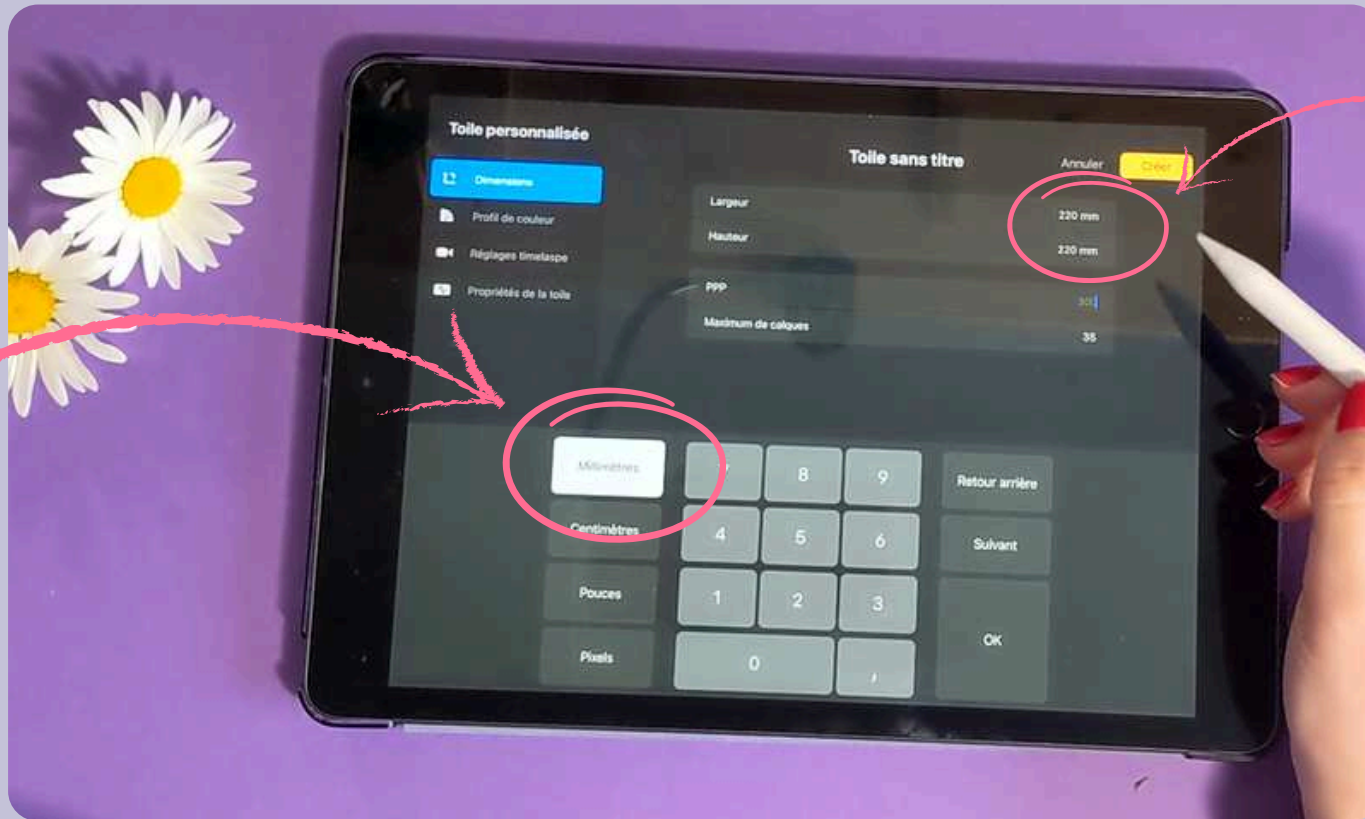 Toile personnalisée
Toile sans titre
Annuler
Créer
Dimensions
Profil de couleur
Réglages timelaspe
Propriétés de la toile
Largeur
220 mm
Hauteur
220 mm
PPP
Maximum de calques
35
Millimètres
8
9
Retour arrière
Centimètres
4
5
6
Suivant
Pouces
1
2
3
OK
Pixels
0
,